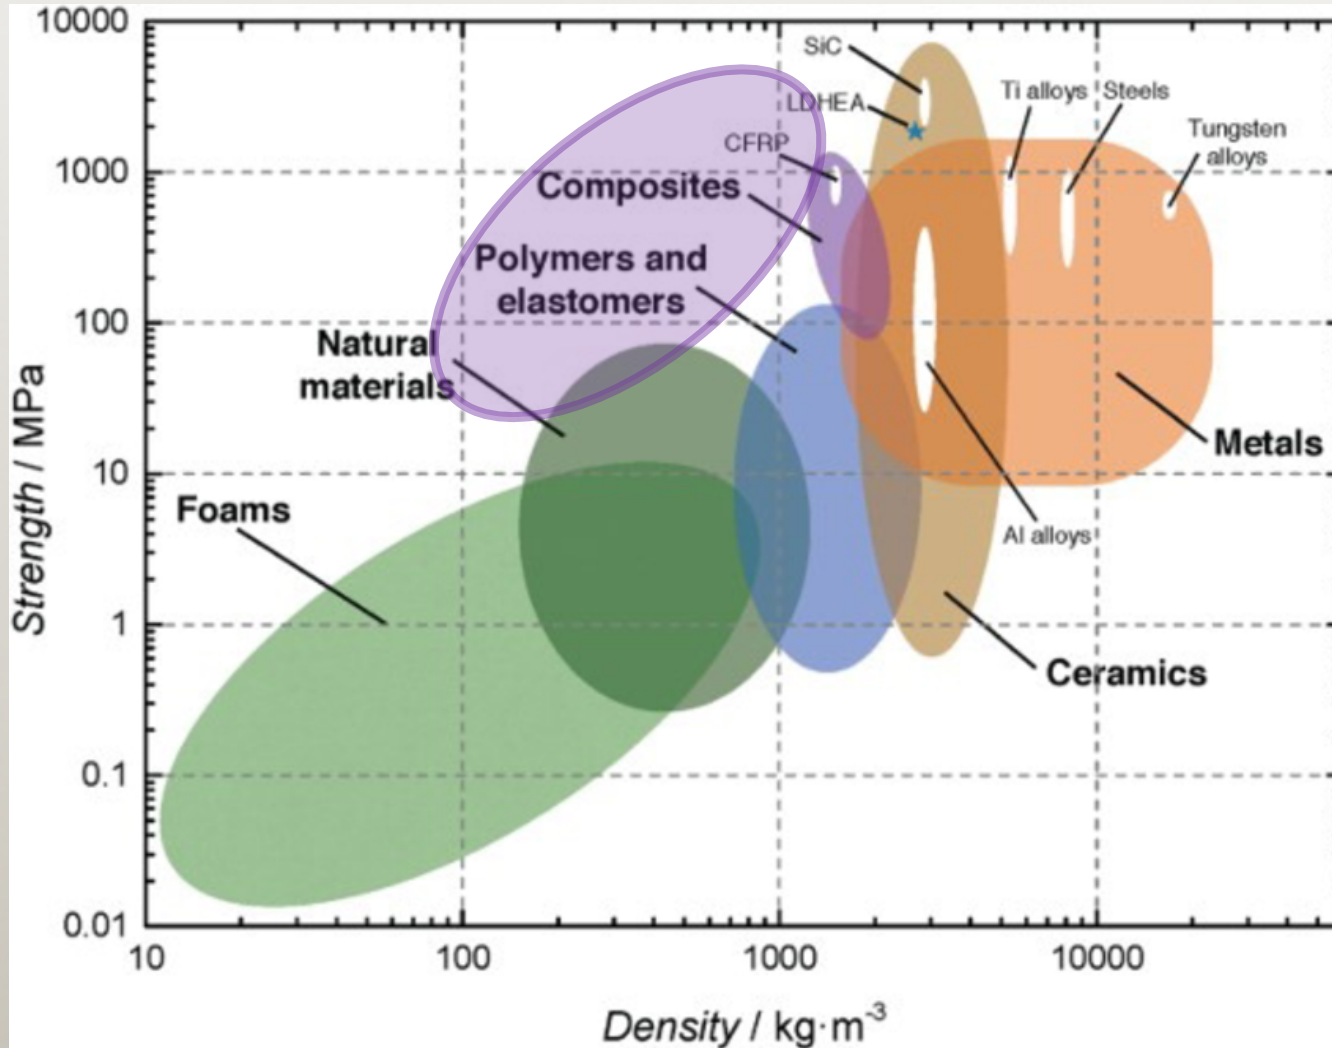 10000
1000
100
10
1
0.1
0.01
Strength / MPa
SiC
LDHEA
CFRP
Ti alloys
Steels
Tungsten
alloys
Composites
Polymers and
elastomers
Natural
materials
Metals
Foams
Al alloys
Ceramics
10
100
1000
10000
Density / kg·m-3